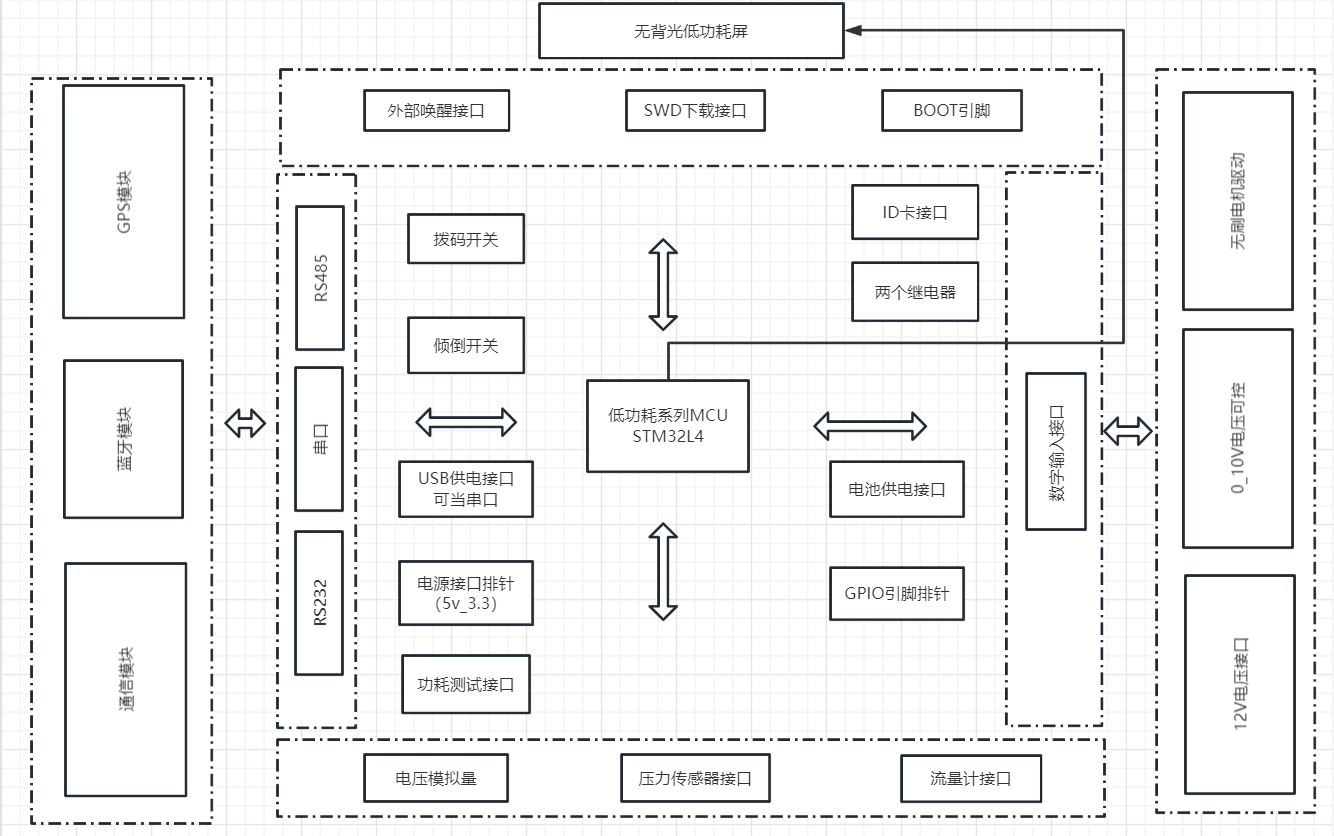 无背光低功耗屏
外部唤醒接口
SWD下载接口
BOOT引脚
GPS模块
蓝牙模块
通信模块
RS485
串口
RS232
拨码开关
倾倒开关
USB供电接口
可当串口
电源接口排针
（5v_3.3）
功耗测试接口
低功耗系列MCU
STM32L4
ID卡接口
两个继电器
电池供电接口
GPIO引脚排针
数字输入接口
无刷电机驱动
0_10V电压可控
12V电压接口
电压模拟量
压力传感器接口
流量计接口